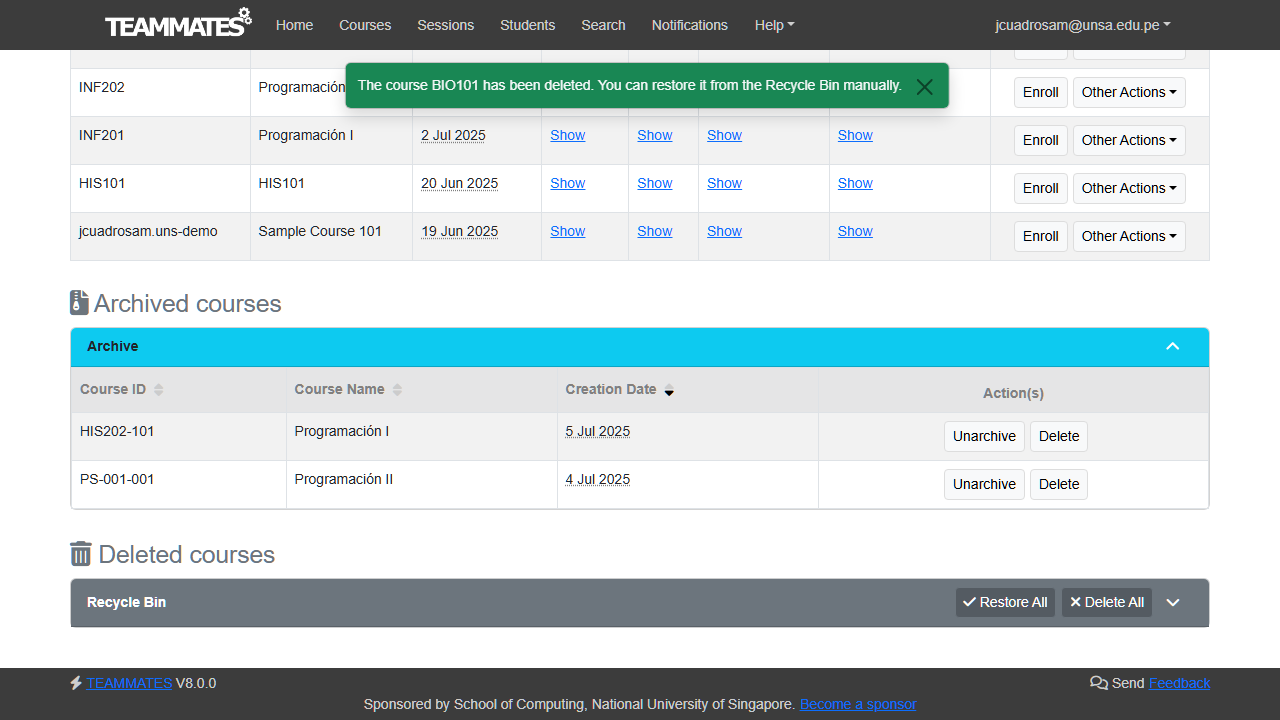 TEAMMATES Home Courses Sessions Students Search Notifications Help jcuadrosam@unsa.edu.pe
The course BIO101 has been deleted. You can restore it from the Recycle Bin manually.
INF202 Programación Enroll Other Actions
INF201 Programación I 2 Jul 2025 Show Show Show Show Enroll Other Actions
HIS101 HIS101 20 Jun 2025 Show Show Show Show Enroll Other Actions
jcuadrosam.uns-demo Sample Course 101 19 Jun 2025 Show Show Show Show Enroll Other Actions
Archived courses
Archive
Course ID Course Name Creation Date Action(s)
HIS202-101 Programación I 5 Jul 2025 Unarchive Delete
PS-001-001 Programación II 4 Jul 2025 Unarchive Delete
Deleted courses
Recycle Bin Restore All Delete All
TEAMMATES V8.0.0 Send Feedback
Sponsored by School of Computing, National University of Singapore. Become a sponsor